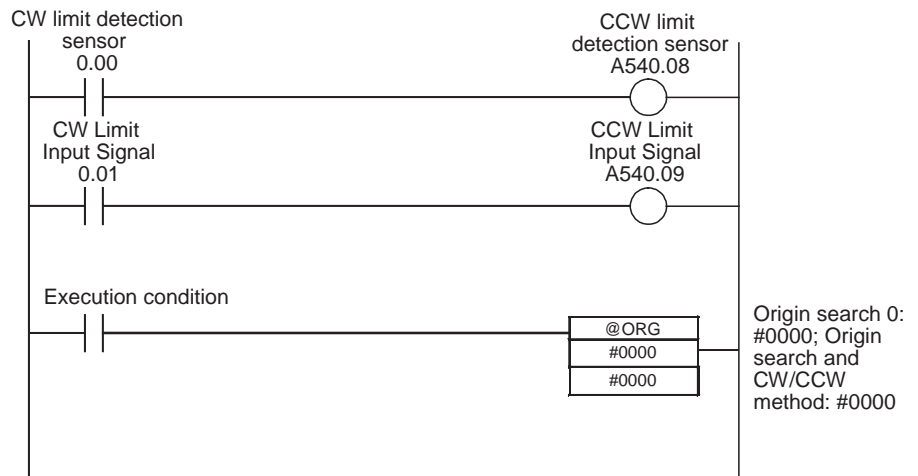 CW limit detection
sensor
0.00
CCW limit
detection sensor
A540.08
CW Limit
Input Signal
0.01
CCW Limit
Input Signal
A540.09
Execution condition
@ORG
#0000
#0000
Origin search 0:
#0000; Origin
search and
CW/CCW
method: #0000